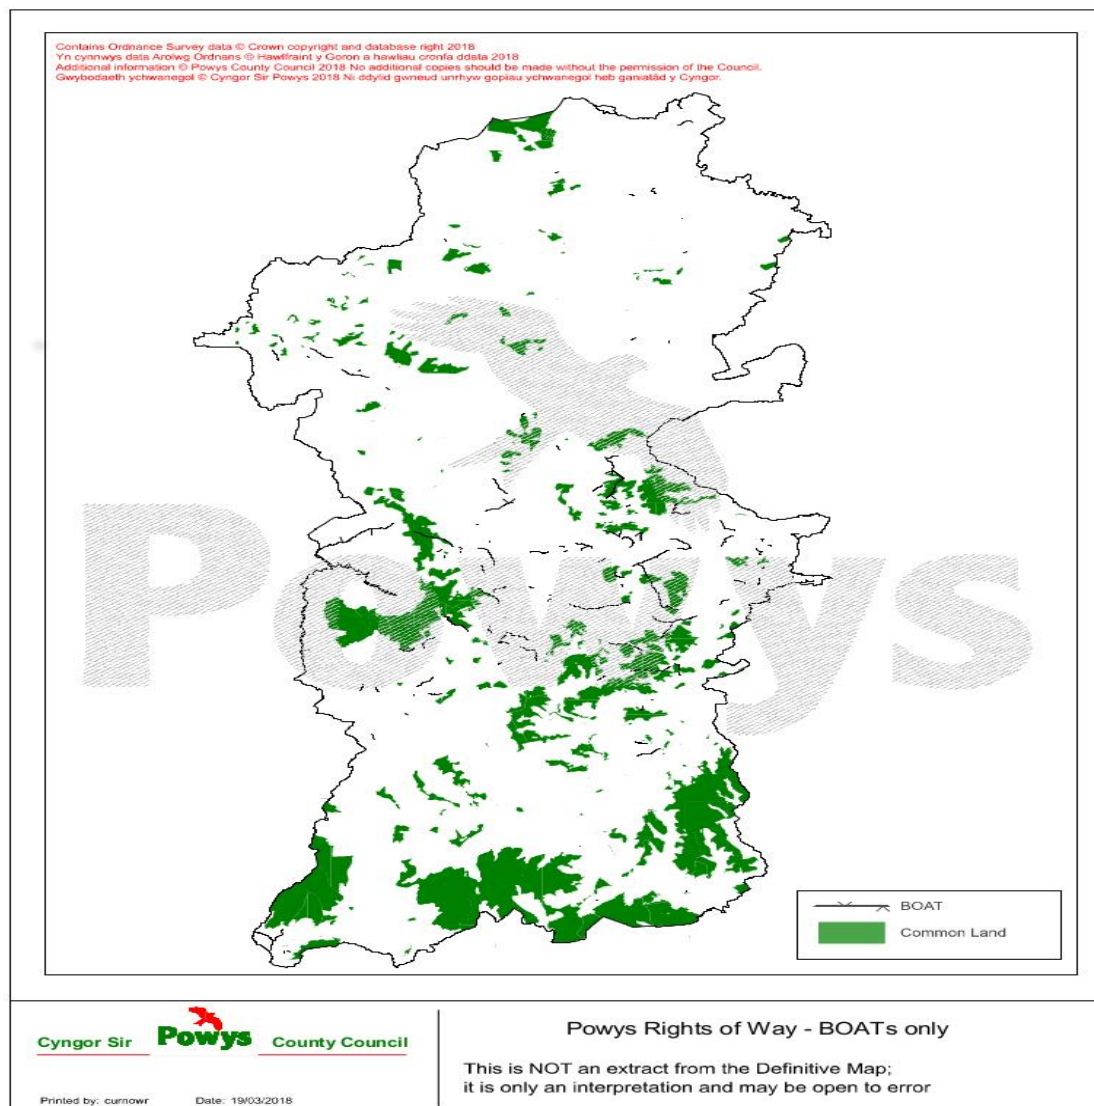 Contains Ordnance Survey data © Crown copyright and database right 2018
Yn cynnwys data Arolwg Ordnans © Hawlfraint y Goron a hawliau cronfa ddata 2018
Additional information © Powys County Council 2018 No additional copies should be made without the permission of the Council.
Gwybodaeth ychwanegol © Cyngor Sir Powys 2018 Ni ddylid gwneud unrhyw gopïau ychwanegol heb ganiatâd y Cyngor.
Powys
BOAT
Common Land
Cyngor Sir Powys County Council
Printed by: curnowr Date: 19/03/2018
Powys Rights of Way - BOATs only
This is NOT an extract from the Definitive Map;
it is only an interpretation and may be open to error